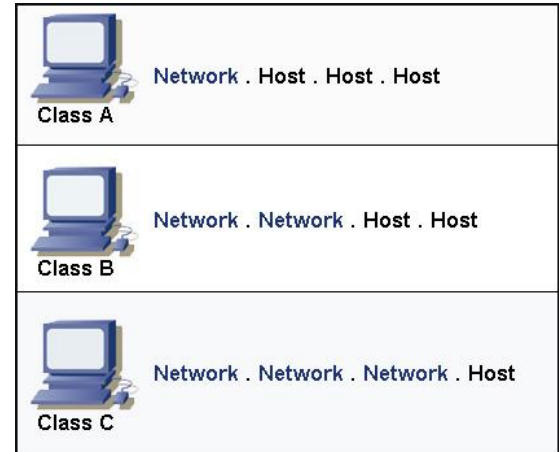 Network . Host . Host . Host
Class A
Network . Network . Host . Host
Class B
Network . Network . Network . Host
Class C